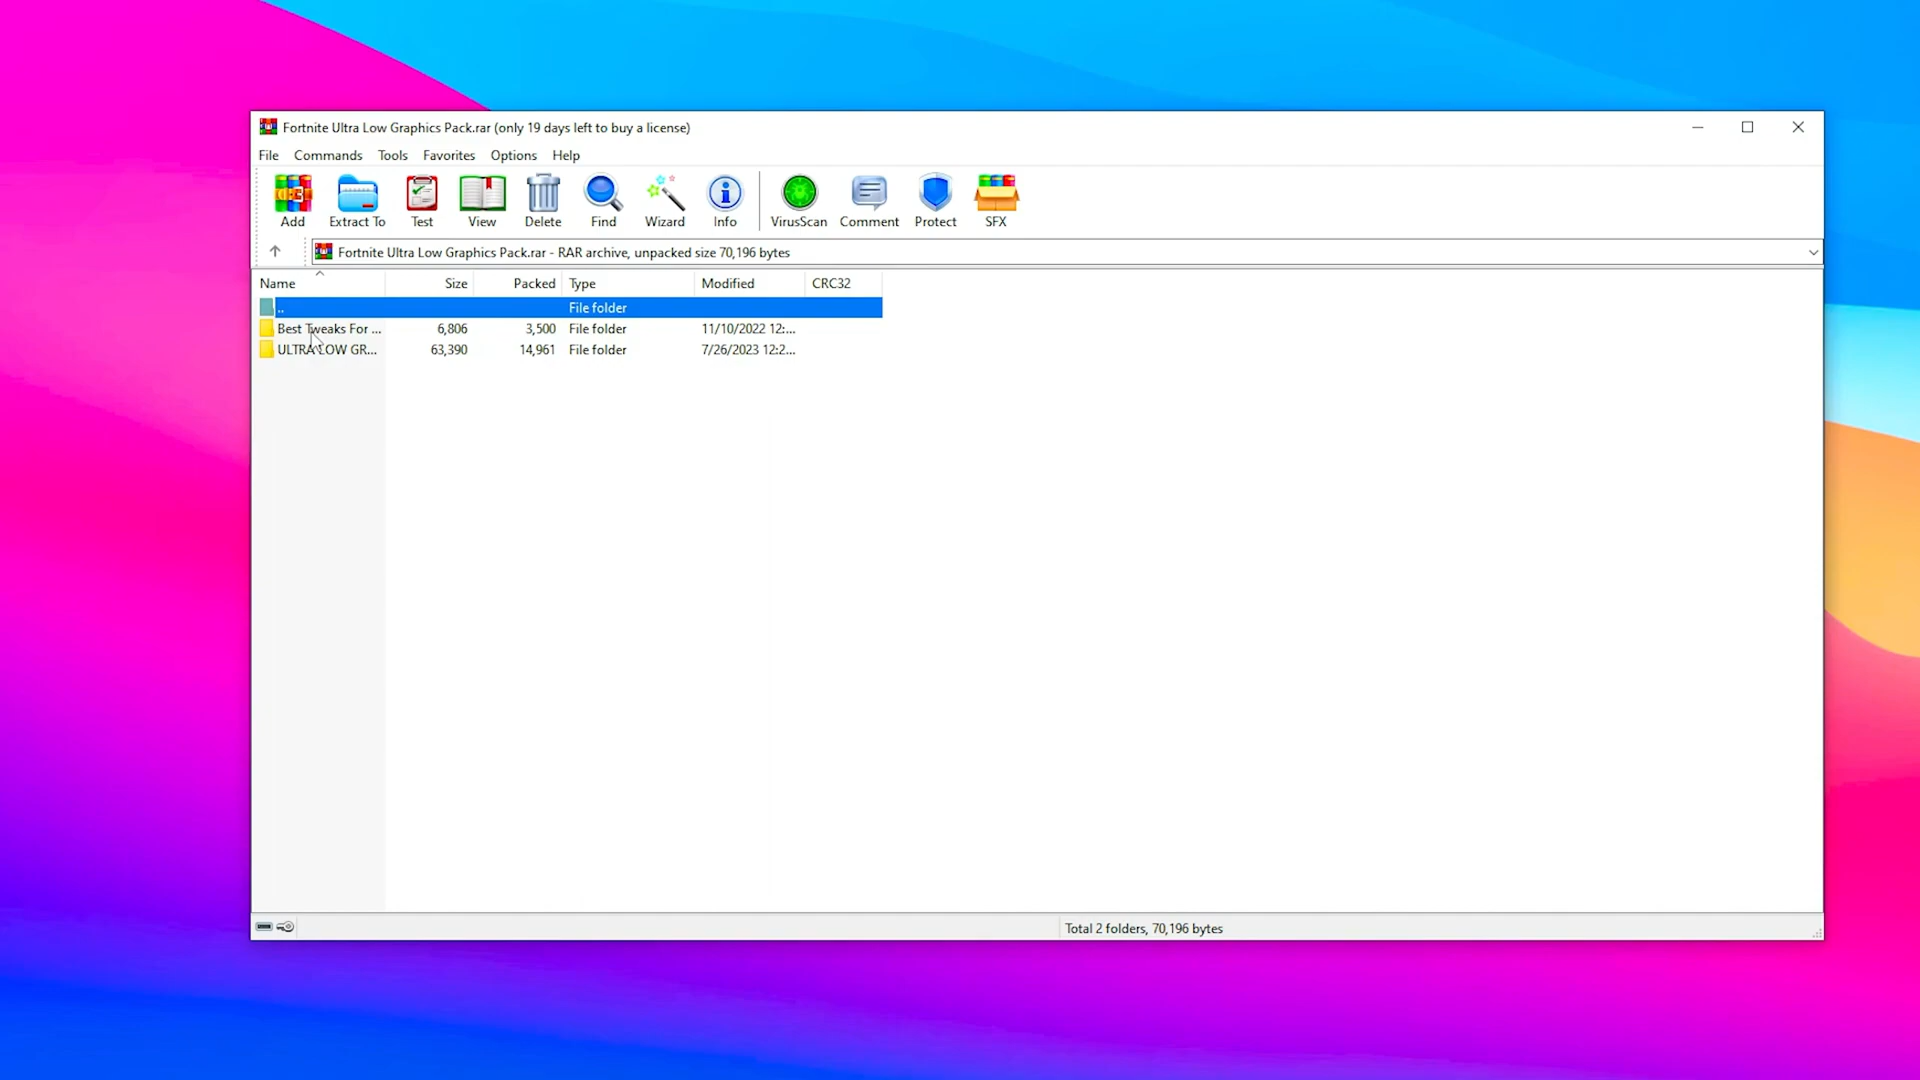 Fortnite Ultra Low Graphics Pack.rar (only 19 days left to buy a license)
File Commands Tools Favorites Options Help
Add Extract To Test View Delete Find Wizard Info VirusScan Comment Protect SFX
Fortnite Ultra Low Graphics Pack.rar - RAR archive, unpacked size 70,196 bytes
Name Size Packed Type Modified CRC32
.. File folder
Best Tweaks For ... 6,806 3,500 File folder 11/10/2022 12:...
ULTRA LOW GR... 63,390 14,961 File folder 7/26/2023 12:2...
Total 2 folders, 70,196 bytes